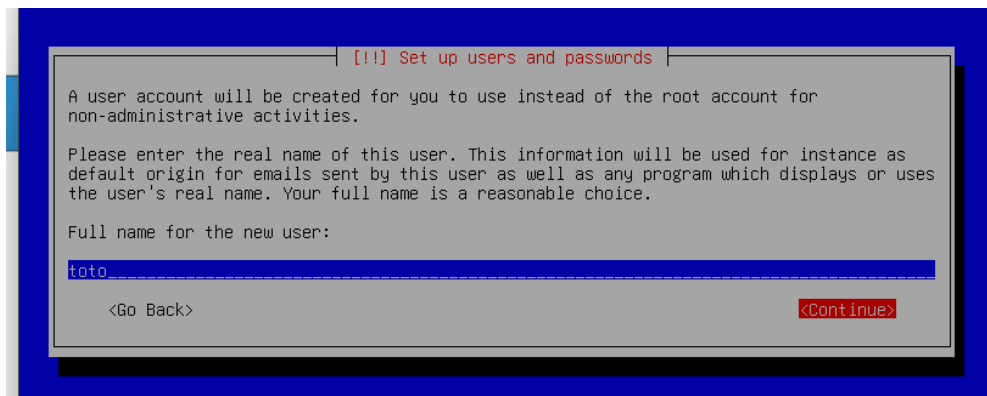 [!!] Set up users and passwords
A user account will be created for you to use instead of the root account for
non-administrative activities.
Please enter the real name of this user. This information will be used for instance as
default origin for emails sent by this user as well as any program which displays or uses
the user's real name. Your full name is a reasonable choice.
Full name for the new user:
toto
<Go Back> <Continue>